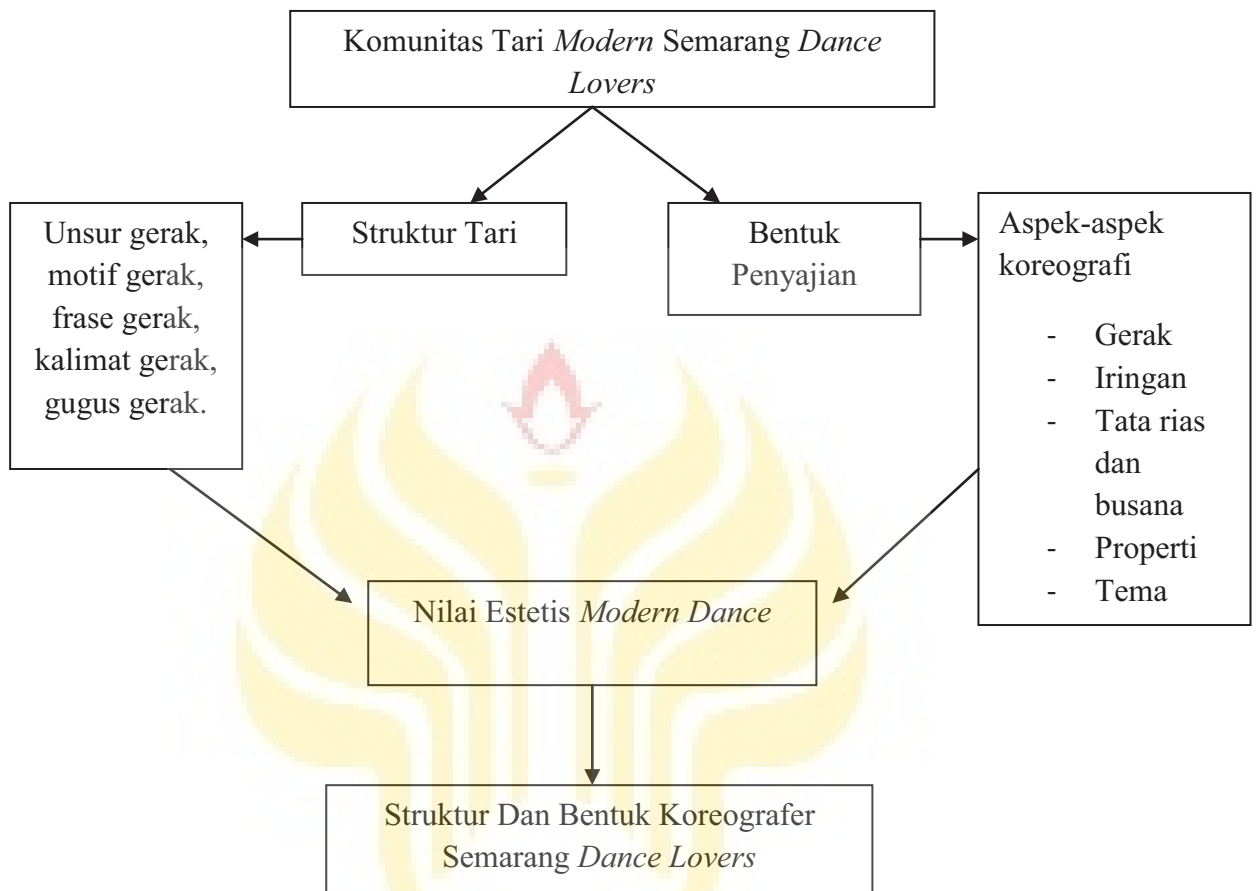 Komunitas Tari Modern Semarang Dance
Lovers
Unsur gerak,
motif gerak,
frase gerak,
kalimat gerak,
gugus gerak.
Struktur Tari
Bentuk
Penyajian
Aspek-aspek
koreografi
- Gerak
- Iringan
- Tata rias
dan
busana
- Properti
- Tema
Nilai Estetis Modern Dance
Struktur Dan Bentuk Koreografer
Semarang Dance Lovers